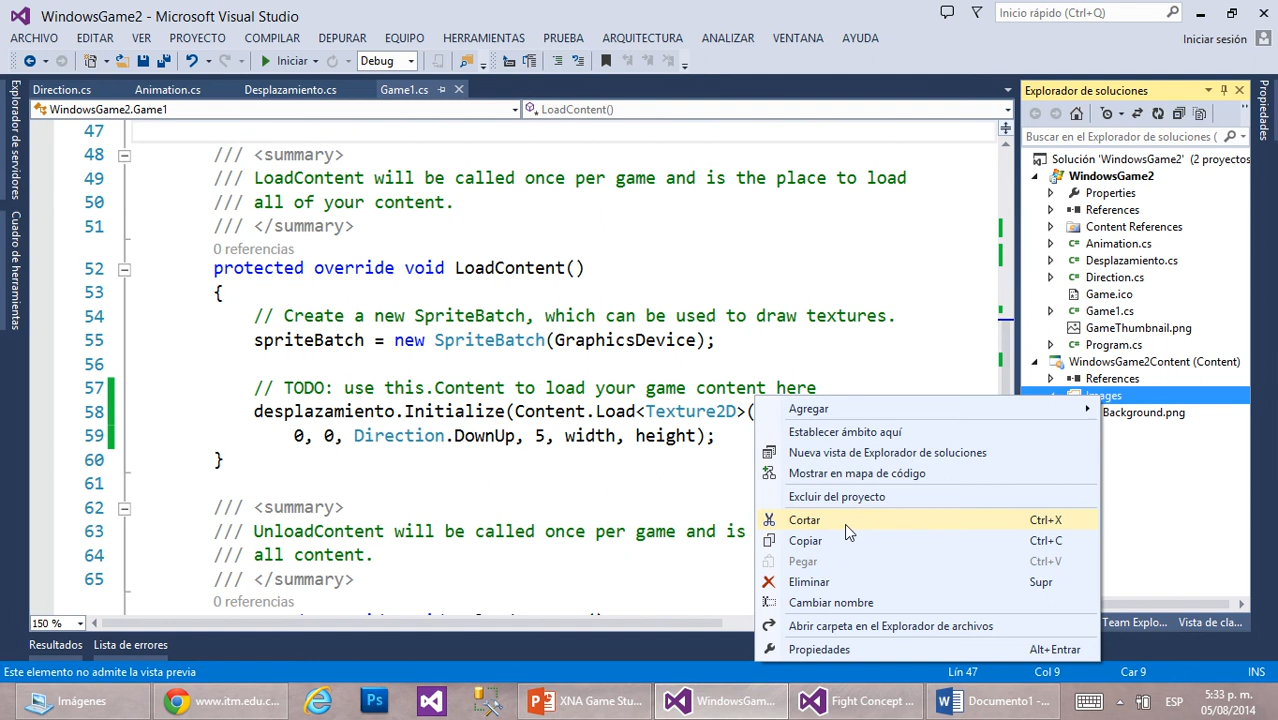 WindowsGame2 - Microsoft Visual Studio
Inicio rápido (Ctrl+Q)
ARCHIVO EDITAR VER PROYECTO COMPILAR DEPURAR EQUIPO HERRAMIENTAS PRUEBA ARQUITECTURA ANALIZAR VENTANA AYUDA
Iniciar sesión
Iniciar Debug
Explorador de servidores
Cuadro de herramientas
Direction.cs Animation.cs Desplazamiento.cs Game1.cs
WindowsGame2.Game1 LoadContent()
47
48 /// <summary>
49 /// LoadContent will be called once per game and is the place to load
50 /// all of your content.
51 /// </summary>
0 referencias
52 protected override void LoadContent()
53 {
54 // Create a new SpriteBatch, which can be used to draw textures.
55 spriteBatch = new SpriteBatch(GraphicsDevice);
56
57 // TODO: use this.Content to load your game content here
58 desplazamiento.Initialize(Content.Load<Texture2D>(
59 0, 0, Direction.DownUp, 5, width, height);
60 }
61
62 /// <summary>
63 /// UnloadContent will be called once per game and is
64 /// all content.
65 /// </summary>
0 referencias
150 %
Explorador de soluciones
Buscar en el Explorador de soluciones (
Solución 'WindowsGame2' (2 proyectos
WindowsGame2
Properties
References
Content References
Animation.cs
Desplazamiento.cs
Direction.cs
Game.ico
Game1.cs
GameThumbnail.png
Program.cs
WindowsGame2Content (Content)
References
Images
Background.png
Propiedades
Agregar
Establecer ámbito aquí
Nueva vista de Explorador de soluciones
Mostrar en mapa de código
Excluir del proyecto
Cortar Ctrl+X
Copiar Ctrl+C
Pegar Ctrl+V
Eliminar Supr
Cambiar nombre
Abrir carpeta en el Explorador de archivos
Propiedades Alt+Entrar
Team Explo... Vista de cla...
Resultados Lista de errores
Este elemento no admite la vista previa Lín 47 Col 9 Car 9 INS
Imágenes www.itm.edu.c... Ps XNA Game Stu... WindowsGam... Fight Concept ... Documento1 - ... ESP 5:33 p. m.
05/08/2014